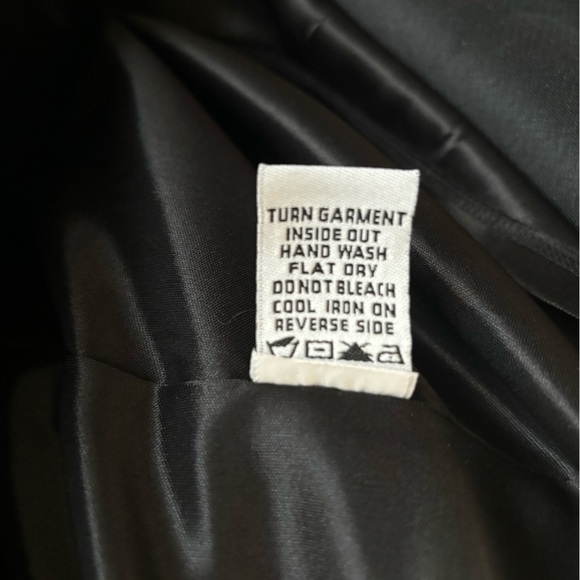 TURN GARMENT
INSIDE OUT
HAND WASH
FLAT DRY
DO NOT BLEACH
COOL IRON ON
REVERSE SIDE